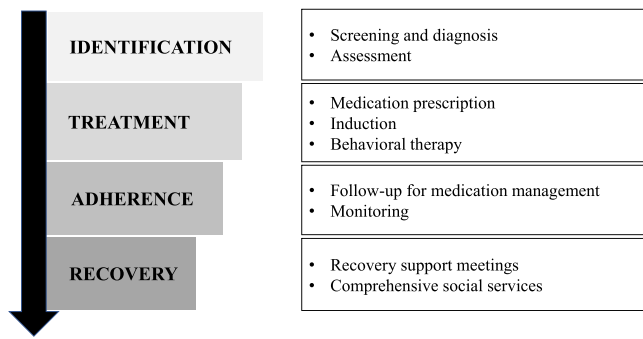 IDENTIFICATION
• Screening and diagnosis
• Assessment
TREATMENT
• Medication prescription
• Induction
• Behavioral therapy
ADHERENCE
• Follow-up for medication management
• Monitoring
RECOVERY
• Recovery support meetings
• Comprehensive social services